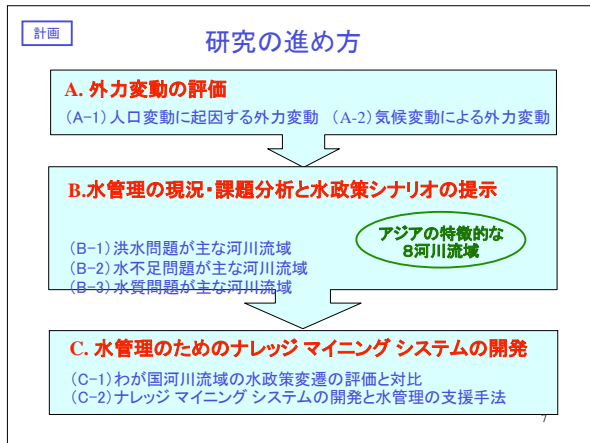 計画
研究の進め方
A. 外力変動の評価
（A-1）人口変動に起因する外力変動 （A-2）気候変動による外力変動
B.水管理の現況・課題分析と水政策シナリオの提示
アジアの特徴的な
８河川流域
（B-1）洪水問題が主な河川流域
（B-2）水不足問題が主な河川流域
（B-3）水質問題が主な河川流域
C. 水管理のためのナレッジ マイニング システムの開発
（C-1）わが国河川流域の水政策変遷の評価と対比
（C-2）ナレッジ マイニング システムの開発と水管理の支援手法
7